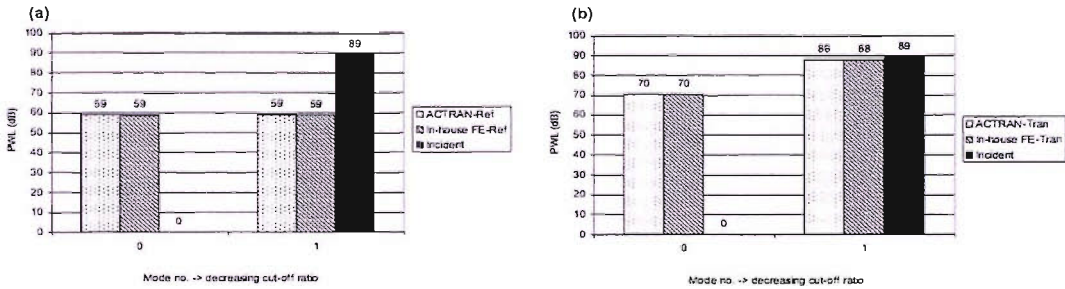 (a)
100
90
80
70
60
50
40
30
20
10
0
PWL (dB)
59 59 0
59 59 89
0 1
Mode no. -> decreasing cut-off ratio
ACTRAN-Ref
In-house FE-Ref
Incident
(b)
100
90
80
70
60
50
40
30
20
10
0
PWL (dB)
70 70 0
86 68 89
0 1
Mode no. -> decreasing cut-off ratio
ACTRAN-Tran
In-house FE-Tran
Incident